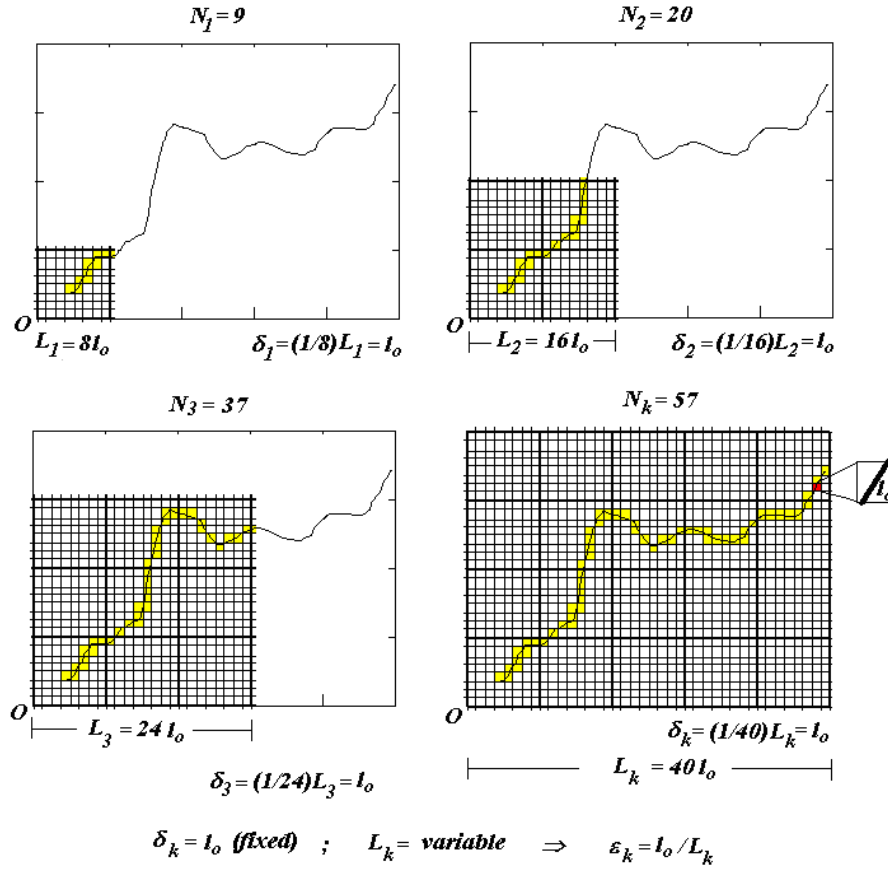 N₁ = 9
N₂ = 20
O
L₁ = 8lₒ
δ₁ = (1/8)L₁ = lₒ
O
L₂ = 16lₒ
δ₂ = (1/16)L₂ = lₒ
N₃ = 37
Nₖ = 57
lₒ
O
L₃ = 24 lₒ
δ₃ = (1/24)L₃ = lₒ
O
δₖ = (1/40)Lₖ = lₒ
Lₖ = 40lₒ
δₖ = lₒ (fixed) ; Lₖ = variable ⇒ εₖ = lₒ / Lₖ